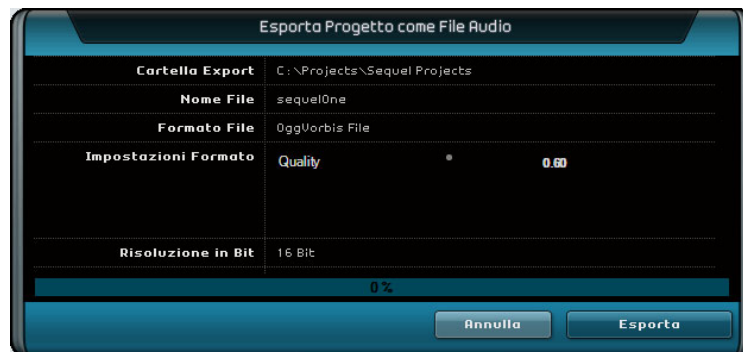 Esporta Progetto come File Audio
Cartella Export C:\Projects\Sequel Projects
Nome File sequelOne
Formato File OggVorbis File
Impostazioni Formato Quality 0.60
Risoluzione in Bit 16 Bit
0 %
Annulla Esporta